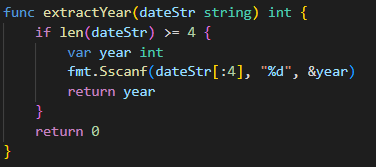 func extractYear(dateStr string) int {
    if len(dateStr) >= 4 {
        var year int
        fmt.Sscanf(dateStr[:4], "%d", &year)
        return year
    }
    return 0
}